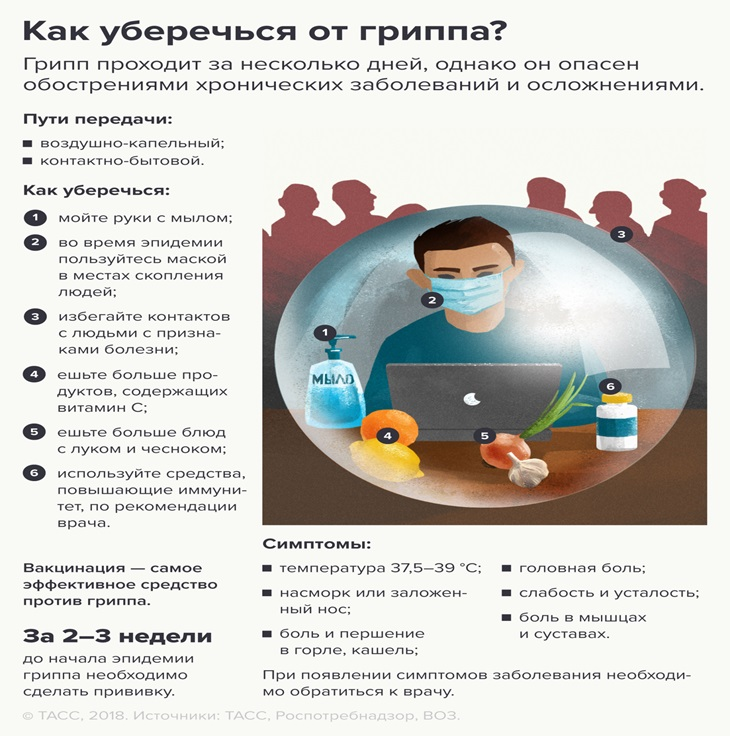 Как уберечься от гриппа?
Грипп проходит за несколько дней, однако он опасен
обострениями хронических заболеваний и осложнениями.
Пути передачи:
воздушно-капельный;
контактно-бытовой.
Как уберечься:
1 мойте руки с мылом;
2 во время эпидемии
пользуйтесь маской
в местах скопления
людей;
3 избегайте контактов
с людьми с призна-
ками болезни;
4 ешьте больше про-
дуктов, содержащих
витамин С;
5 ешьте больше блюд
с луком и чесноком;
6 используйте средства,
повышающие иммуни-
тет, по рекомендации
врача.
Вакцинация — самое
эффективное средство
против гриппа.
За 2–3 недели
до начала эпидемии
гриппа необходимо
сделать прививку.
3
2
1
МЫЛО
6
4
5
Симптомы:
температура 37,5–39 °С;
насморк или заложен-
ный нос;
боль и першение
в горле, кашель;
головная боль;
слабость и усталость;
боль в мышцах
и суставах.
При появлении симптомов заболевания необходи-
мо обратиться к врачу.
© ТАСС, 2018. Источники: ТАСС, Роспотребнадзор, ВОЗ.